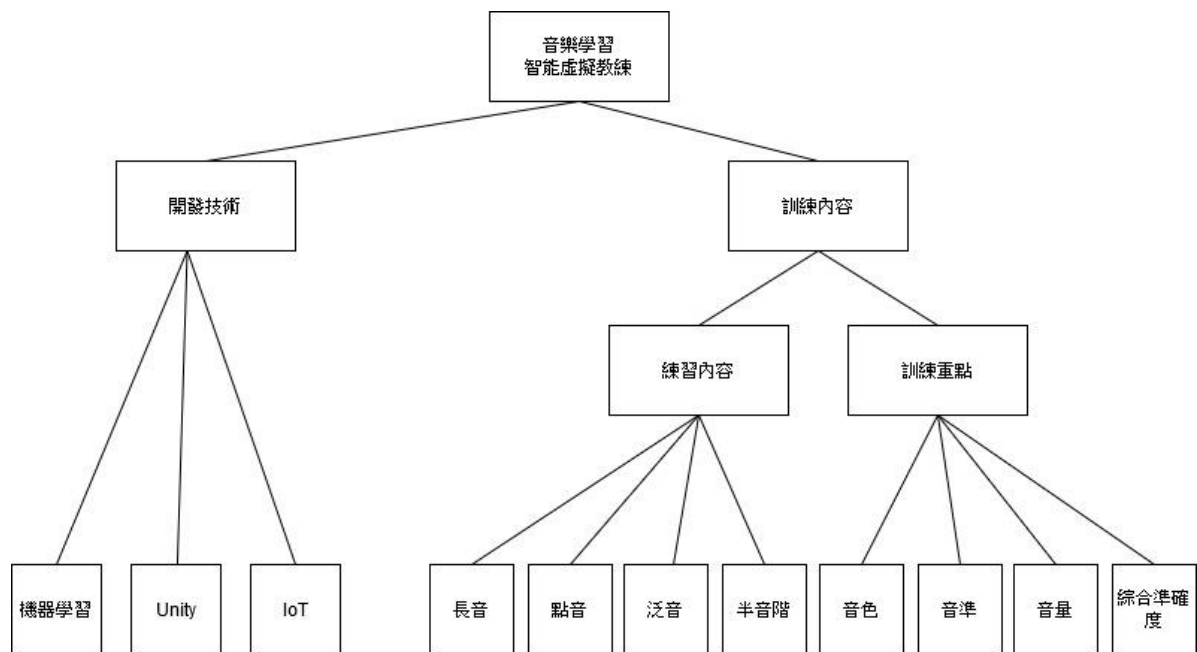 音樂學習
智能虛擬教練
開發技術
訓練內容
練習內容
訓練重點
機器學習
Unity
IoT
長音
點音
泛音
半音階
音色
音準
音量
綜合準確
度